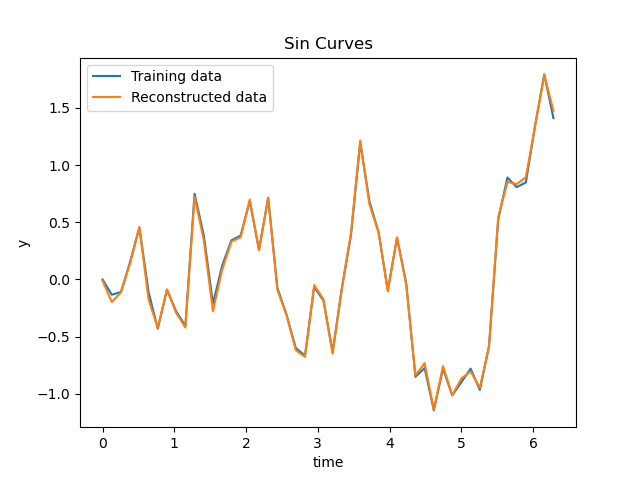 Sin Curves
Training data
Reconstructed data
1.5
1.0
0.5
0.0
−0.5
−1.0
y
0 1 2 3 4 5 6
time